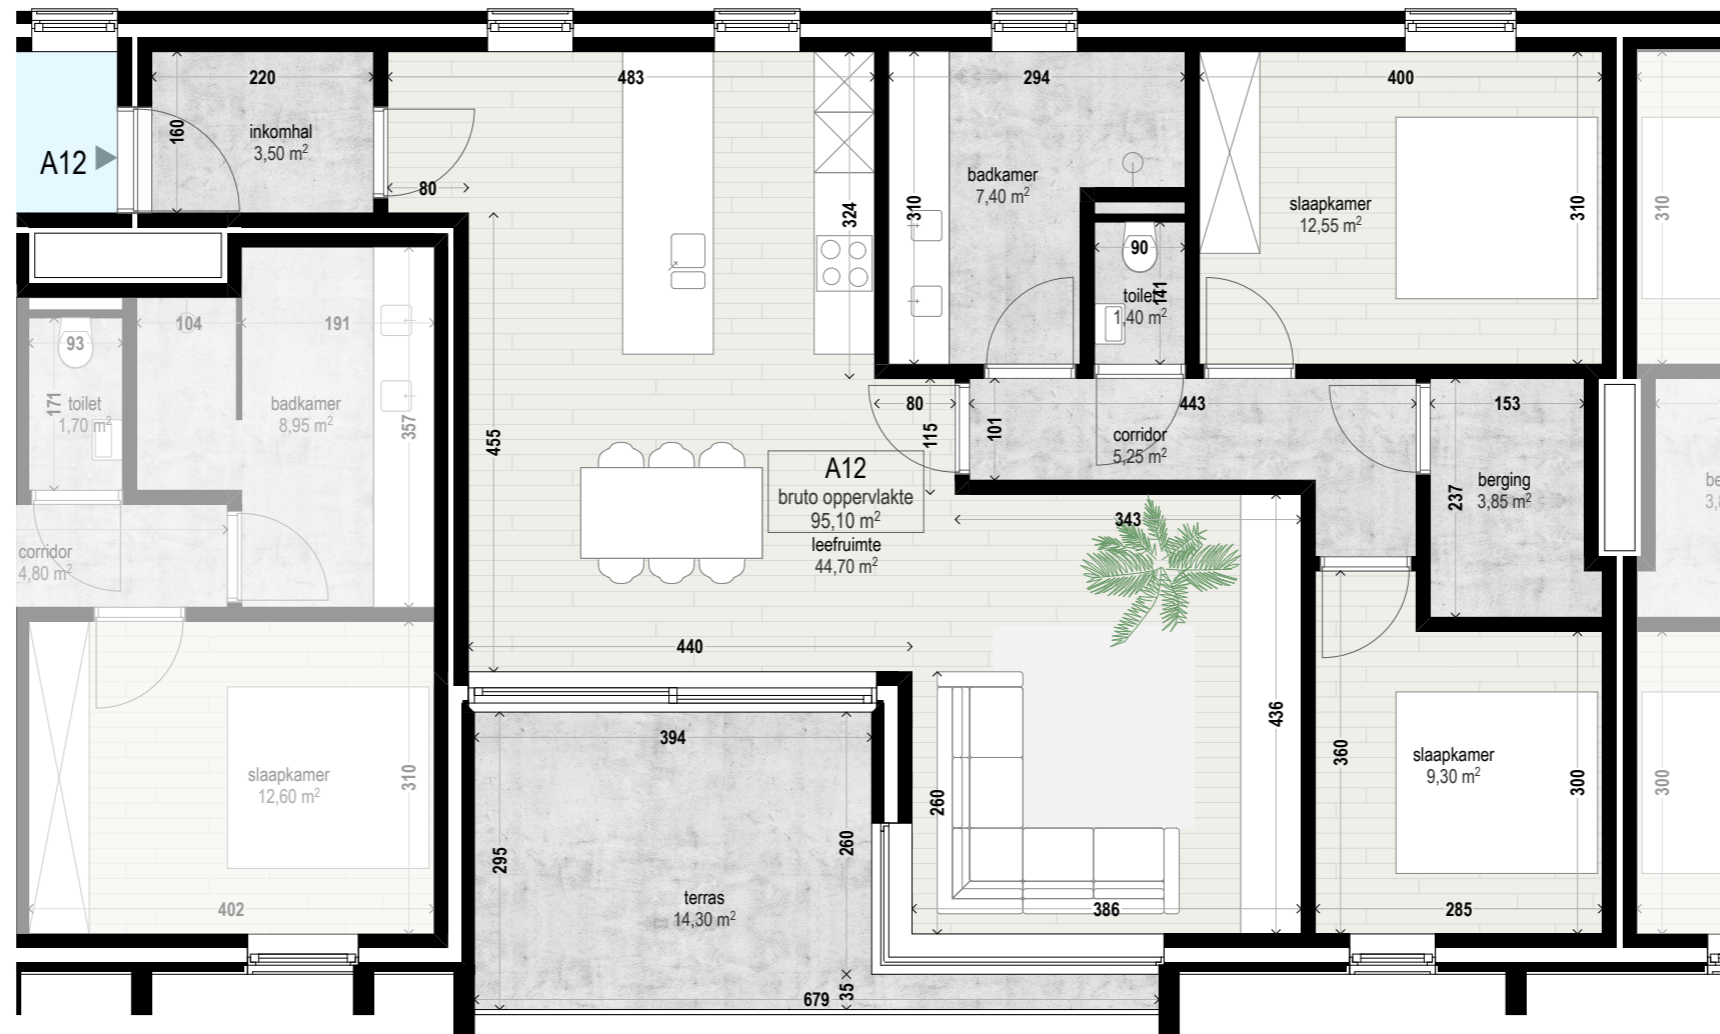 220
483
294
400
160
inkomhal
3,50 m²
A12
80
324
310
badkamer
7,40 m²
slaapkamer
12,55 m²
310
310
90
toilet
1,40 m²
141
104
191
93
171
toilet
1,70 m²
badkamer
8,95 m²
357
455
80
115
101
443
153
corridor
5,25 m²
A12
bruto oppervlakte
95,10 m²
leefruimte
44,70 m²
237
berging
3,85 m²
be
3,
343
corridor
4,80 m²
440
436
360
slaapkamer
9,30 m²
300
300
394
slaapkamer
12,60 m²
310
295
260
260
terras
14,30 m²
402
386
285
679
35